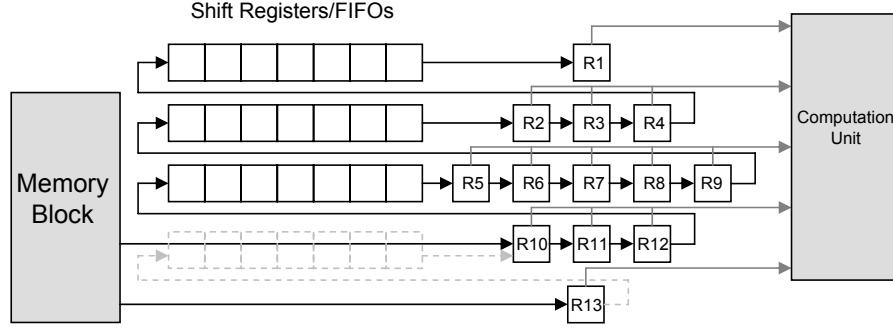 Shift Registers/FIFOs
R1
R2 R3 R4
Computation
Unit
R5 R6 R7 R8 R9
Memory
Block
R10 R11 R12
R13